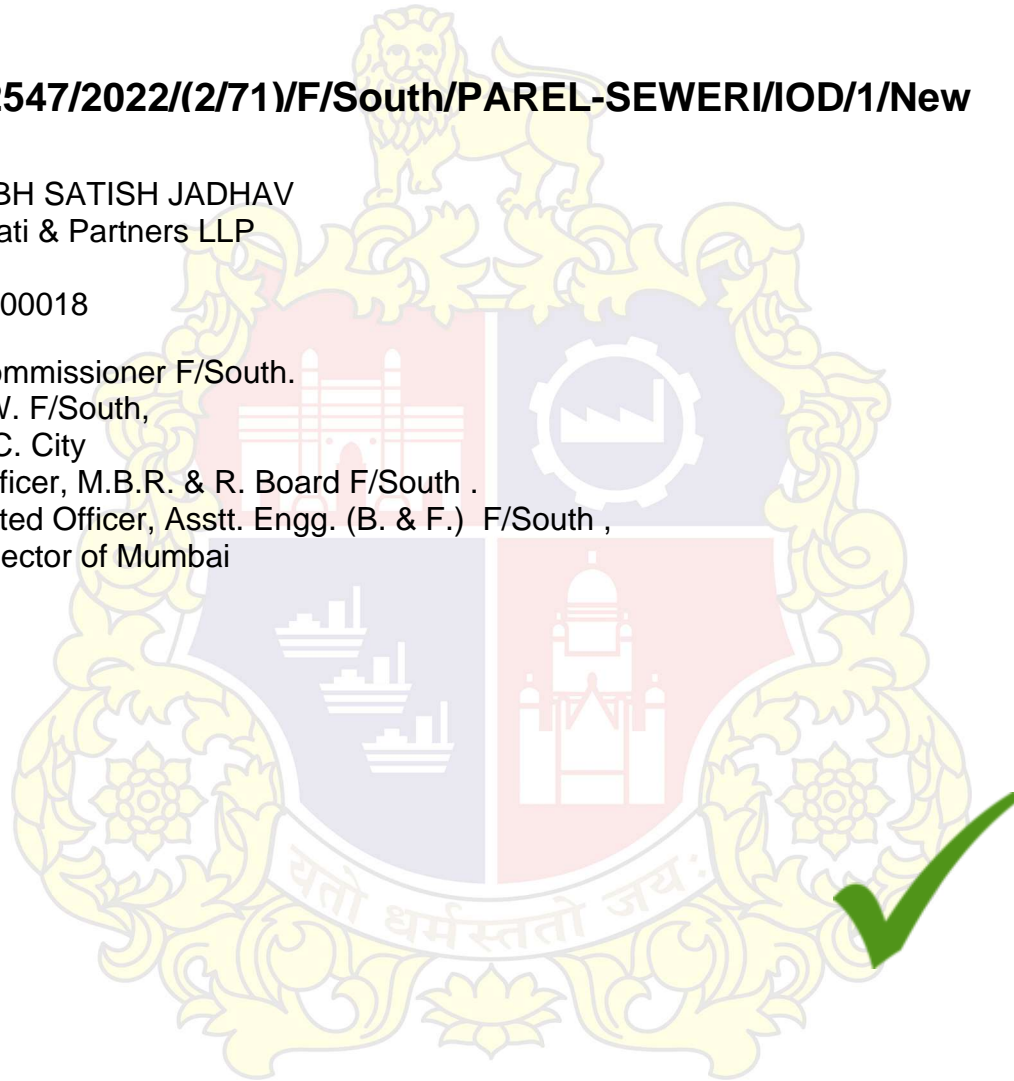 2547/2022/(2/71)/F/South/PAREL-SEWERI/IOD/1/New
BH SATISH JADHAV
ati & Partners LLP
00018
ommissioner F/South.
W. F/South,
C. City
ficer, M.B.R. & R. Board F/South .
ted Officer, Asstt. Engg. (B. & F.) F/South ,
ector of Mumbai
यतो धर्मस्ततो जय: